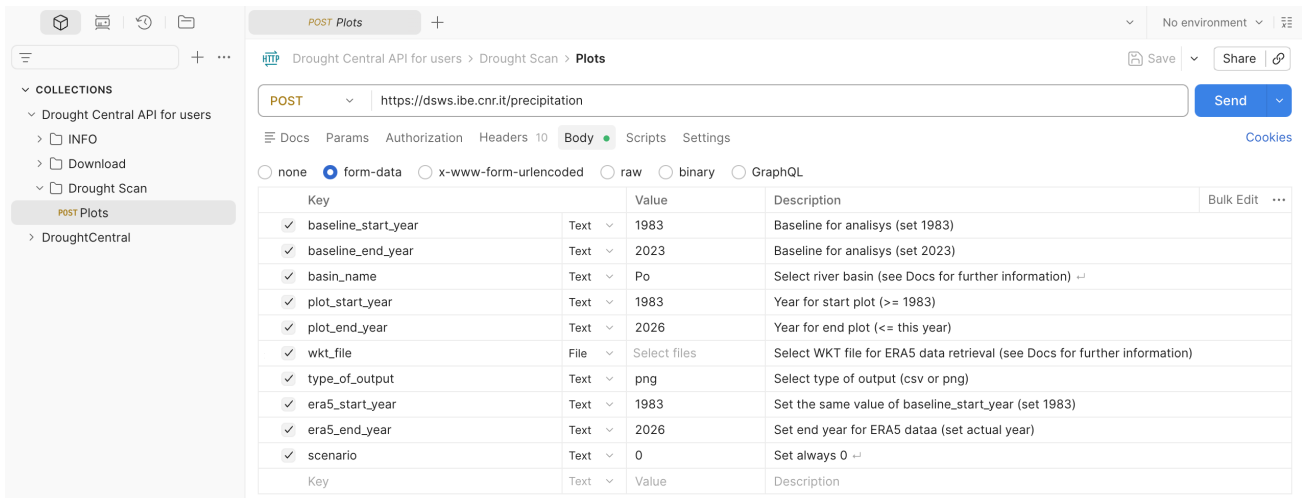 POST Plots
No environment
Drought Central API for users > Drought Scan > Plots
Save
Share
COLLECTIONS
Drought Central API for users
INFO
Download
Drought Scan
POST Plots
DroughtCentral
POST
https://dsws.ibe.cnr.it/precipitation
Send
Docs Params Authorization Headers 10 Body Scripts Settings
Cookies
none form-data x-www-form-urlencoded raw binary GraphQL
Key Value Description Bulk Edit
baseline_start_year Text 1983 Baseline for analisys (set 1983)
baseline_end_year Text 2023 Baseline for analisys (set 2023)
basin_name Text Po Select river basin (see Docs for further information)
plot_start_year Text 1983 Year for start plot (>= 1983)
plot_end_year Text 2026 Year for end plot (<= this year)
wkt_file File Select files Select WKT file for ERA5 data retrieval (see Docs for further information)
type_of_output Text png Select type of output (csv or png)
era5_start_year Text 1983 Set the same value of baseline_start_year (set 1983)
era5_end_year Text 2026 Set end year for ERA5 dataa (set actual year)
scenario Text 0 Set always 0
Key Text Value Description